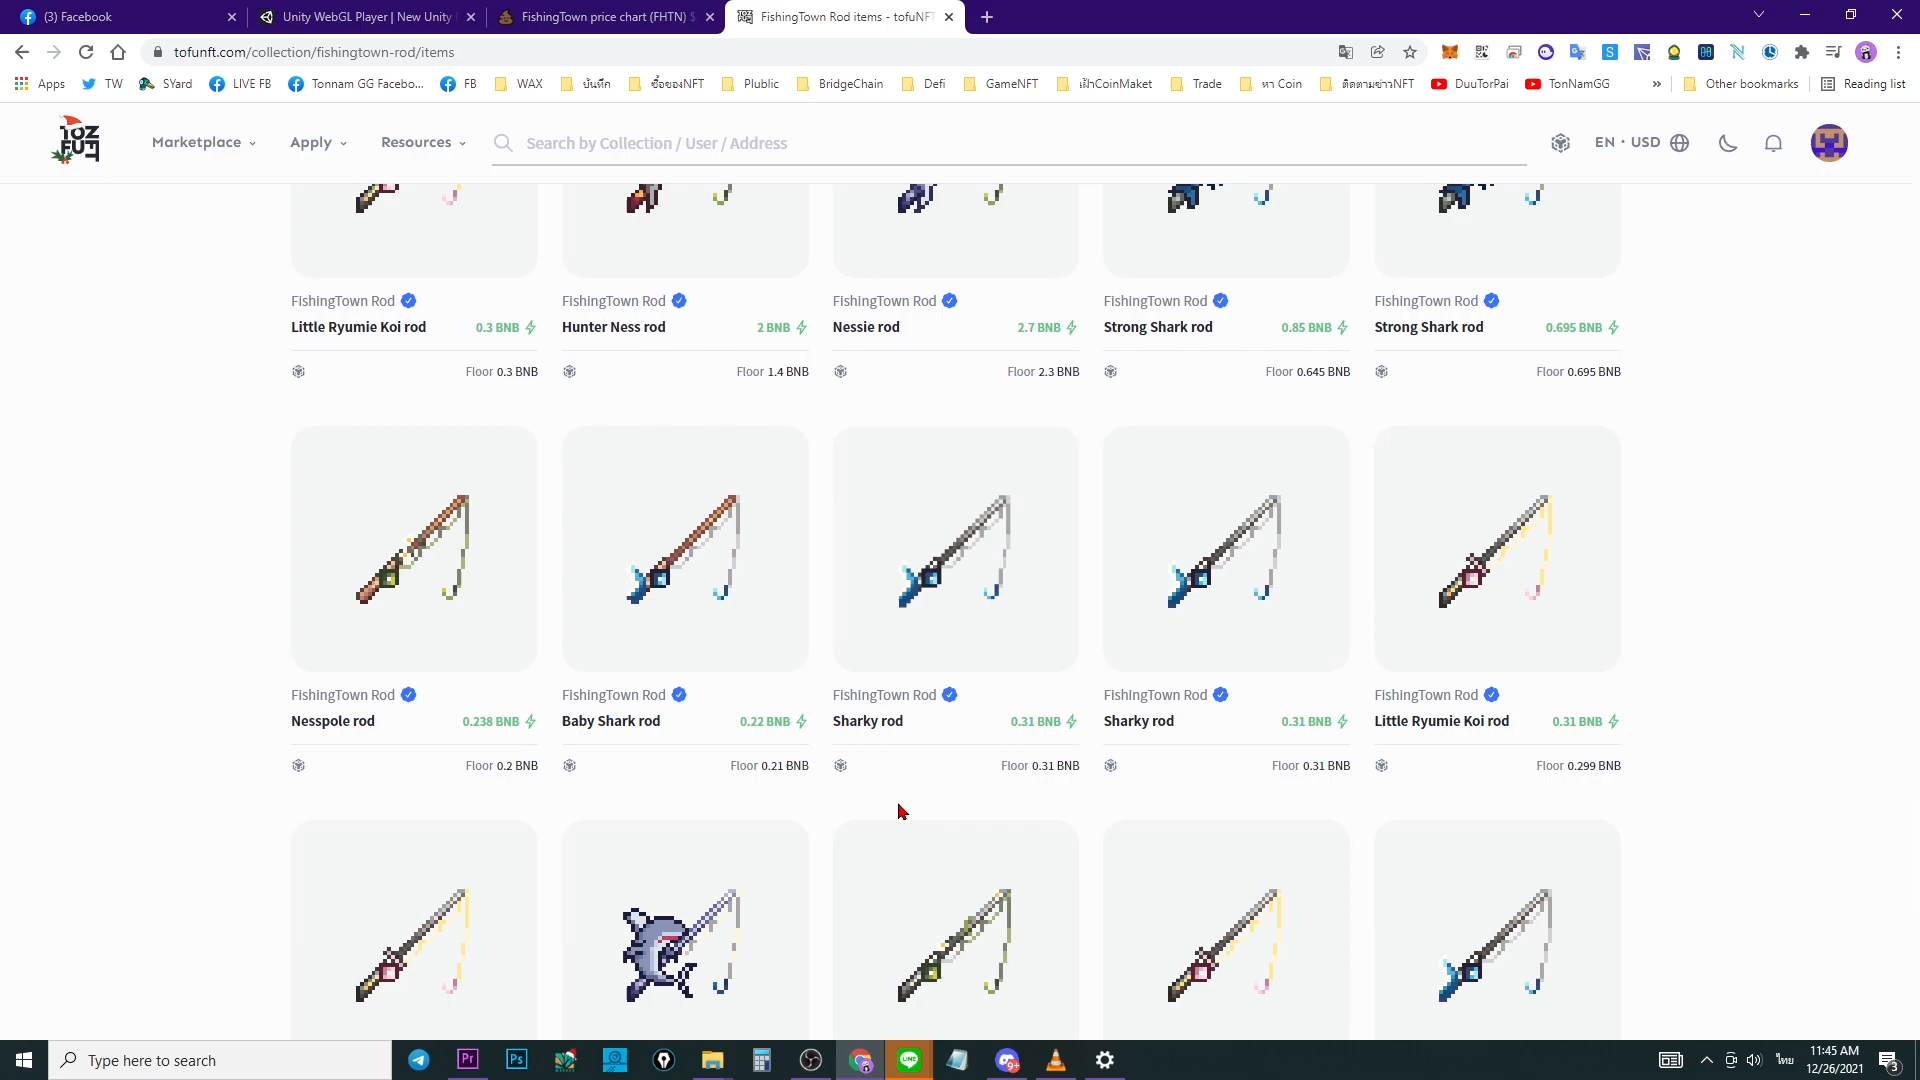 (3) Facebook
Unity WebGL Player | New Unity
FishingTown price chart (FHTN) $
FishingTown Rod items - tofuNFT
tofunft.com/collection/fishingtown-rod/items
Apps TW SYard LIVE FB Tonnam GG Facebo... FB WAX บันทึก ซื้อของNFT Plublic BridgeChain Defi GameNFT เฝ้าCoinMaket Trade หา Coin ติดตามข่าวNFT DuuTorPai TonNamGG » Other bookmarks Reading list
Marketplace Apply Resources Search by Collection / User / Address EN · USD
FishingTown Rod FishingTown Rod FishingTown Rod FishingTown Rod FishingTown Rod
Little Ryumie Koi rod 0.3 BNB Hunter Ness rod 2 BNB Nessie rod 2.7 BNB Strong Shark rod 0.85 BNB Strong Shark rod 0.695 BNB
Floor 0.3 BNB Floor 1.4 BNB Floor 2.3 BNB Floor 0.645 BNB Floor 0.695 BNB
FishingTown Rod FishingTown Rod FishingTown Rod FishingTown Rod FishingTown Rod
Nesspole rod 0.238 BNB Baby Shark rod 0.22 BNB Sharky rod 0.31 BNB Sharky rod 0.31 BNB Little Ryumie Koi rod 0.31 BNB
Floor 0.2 BNB Floor 0.21 BNB Floor 0.31 BNB Floor 0.31 BNB Floor 0.299 BNB
Type here to search
Pr
Ps
LINE
9+
ไทย
11:45 AM
12/26/2021
3